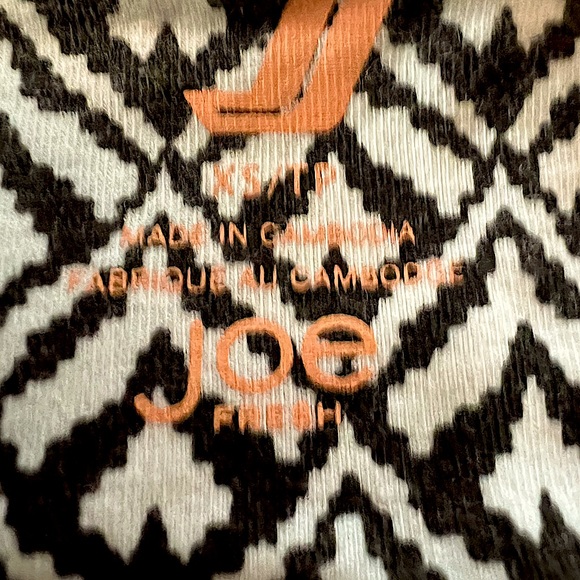 XS/TP
MADE IN CAMBODIA
FABRIQUÉ AU CAMBODGE
Joe
FRESH